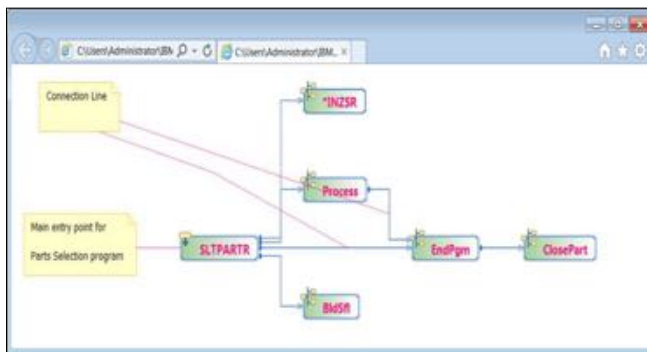 C:\Users\Administrator\IBM
C:\Users\Administrator\IBM...
Connection Line
*INZSR
Process
Main entry point for
Parts Selection program
SLTPARTR
EndPgm
ClosePart
BldSfl